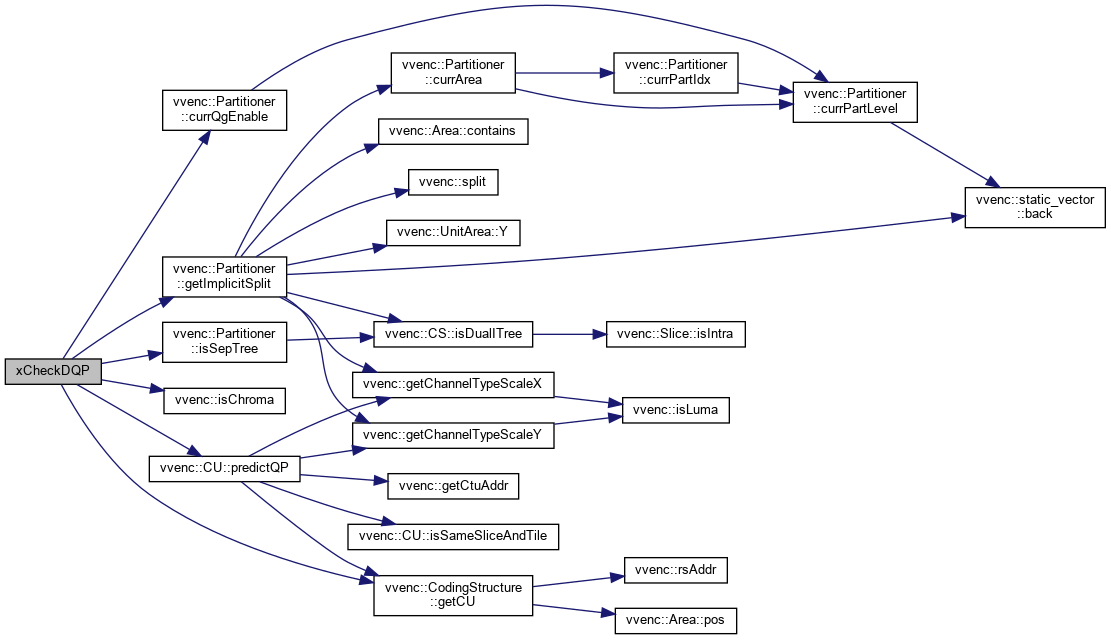 xCheckDQP
vvenc::Partitioner
::currQgEnable
vvenc::Partitioner
::getImplicitSplit
vvenc::Partitioner
::isSepTree
vvenc::isChroma
vvenc::CU::predictQP
vvenc::Partitioner
::currArea
vvenc::Area::contains
vvenc::split
vvenc::UnitArea::Y
vvenc::CS::isDualITree
vvenc::getChannelTypeScaleX
vvenc::getChannelTypeScaleY
vvenc::getCtuAddr
vvenc::CU::isSameSliceAndTile
vvenc::CodingStructure
::getCU
vvenc::Partitioner
::currPartIdx
vvenc::Slice::isIntra
vvenc::isLuma
vvenc::rsAddr
vvenc::Area::pos
vvenc::Partitioner
::currPartLevel
vvenc::static_vector
::back